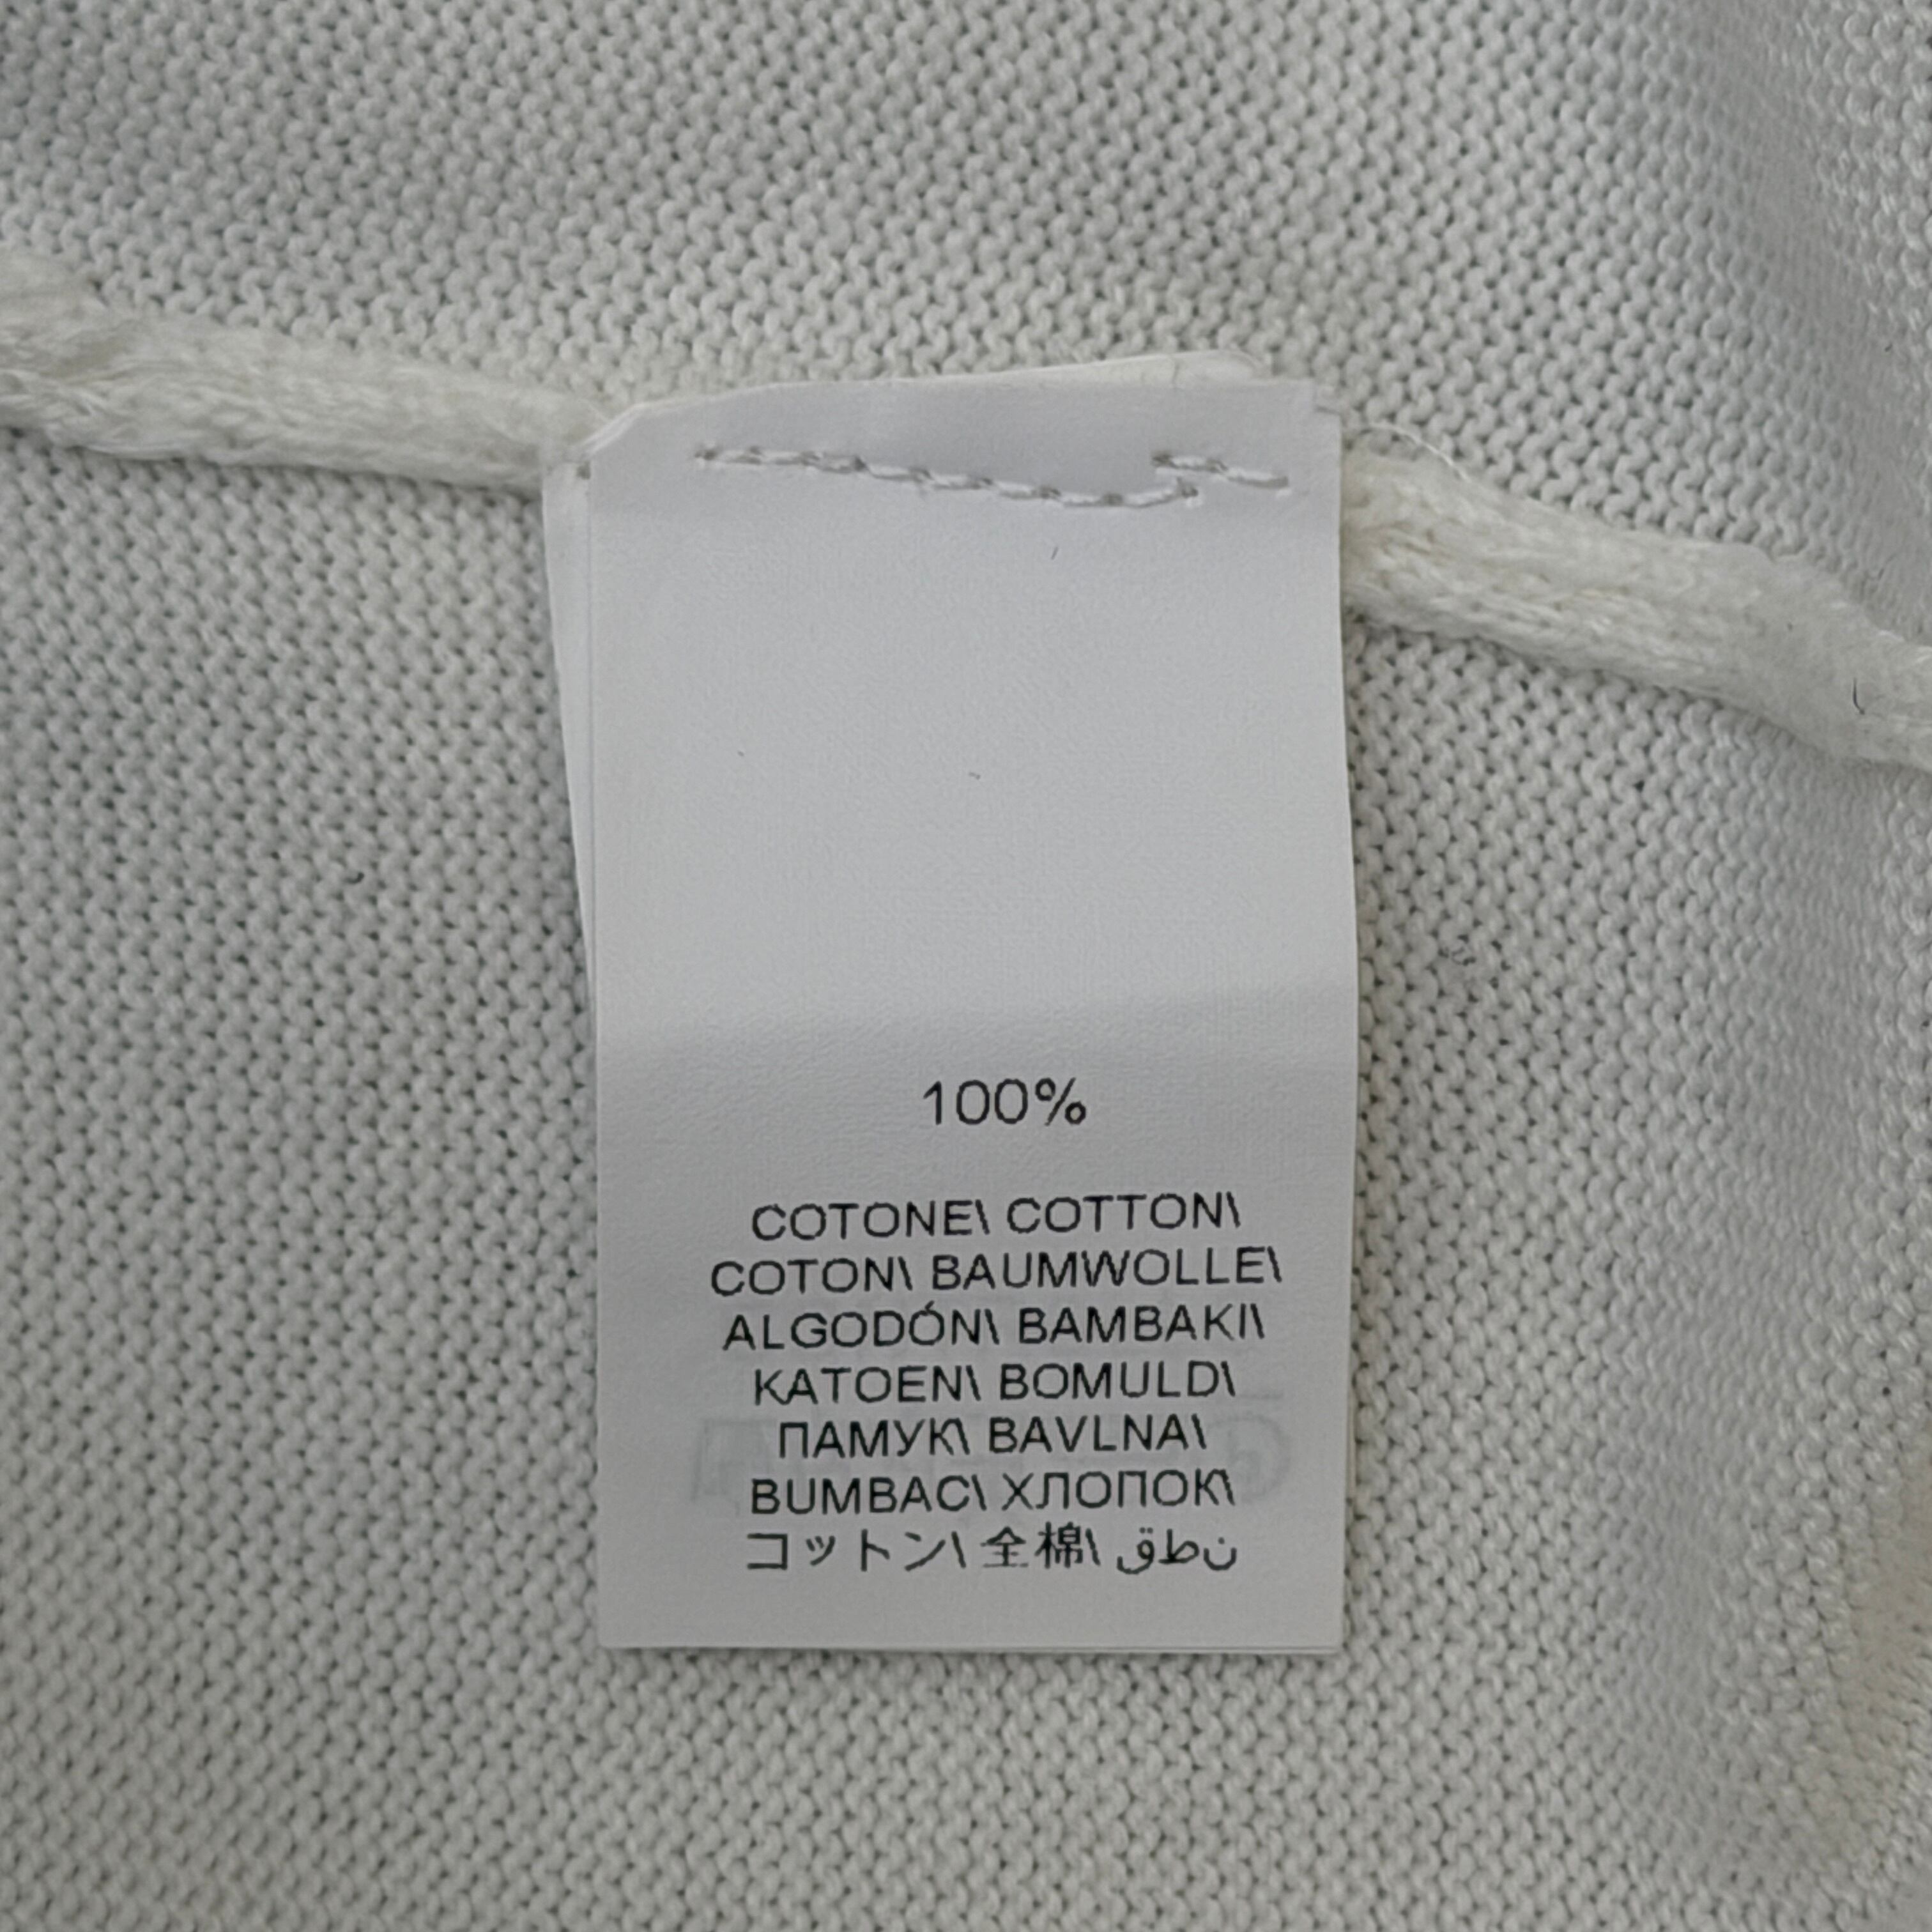 100%
COTONE\ COTTON\
COTON\ BAUMWOLLE\
ALGODÓN\ BAMBAKI\
KATOEN\ BOMULD\
ПАМУК\ BAVLNA\
BUMBAC\ ХЛОПОК\
コットン\ 全棉\ قطن